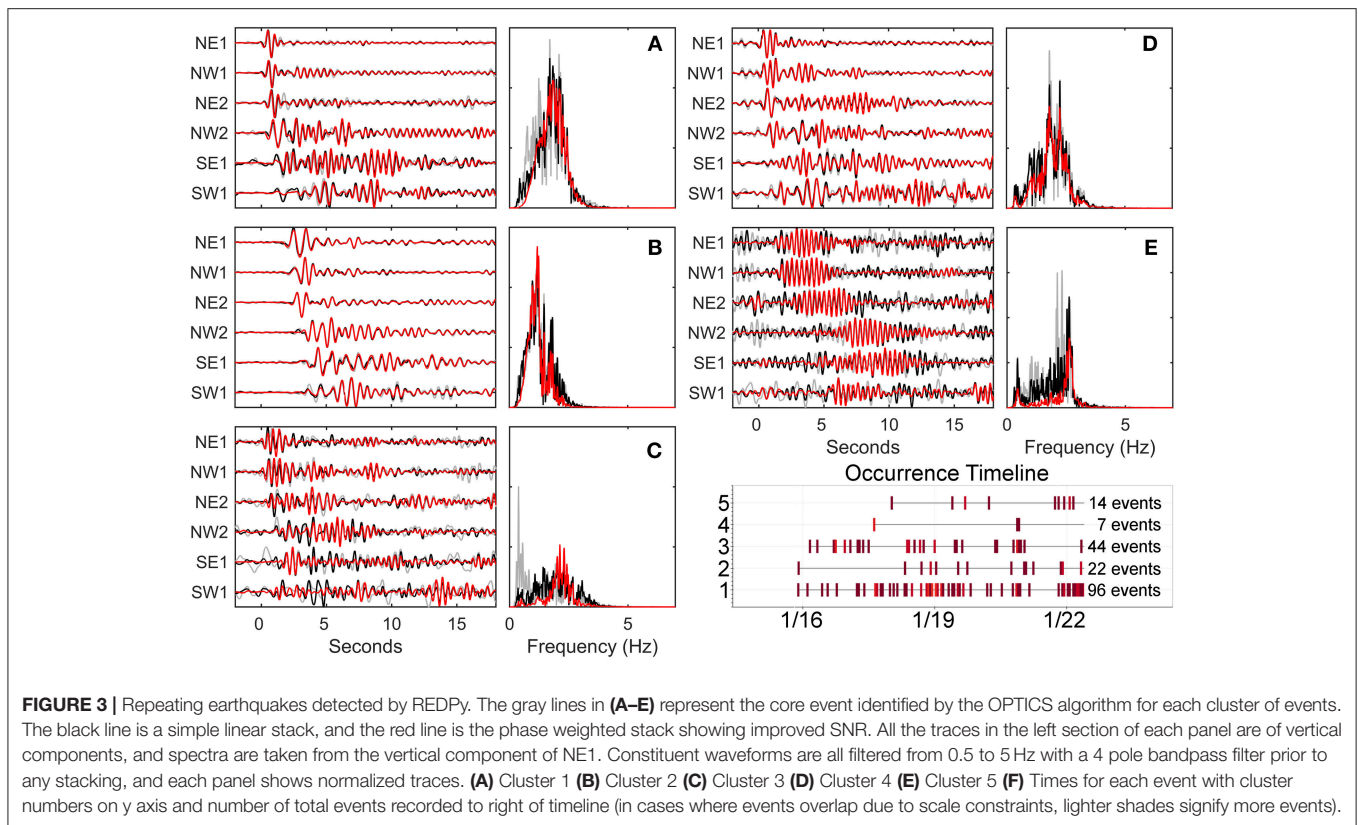 NE1
NW1
NE2
NW2
SE1
SW1
A
NE1
NW1
NE2
NW2
SE1
SW1
D
NE1
NW1
NE2
NW2
SE1
SW1
B
NE1
NW1
NE2
NW2
SE1
SW1
E
0 5 10 15
Seconds
0 5
Frequency (Hz)
NE1
NW1
NE2
NW2
SE1
SW1
C
0 5 10 15
Seconds
0 5
Frequency (Hz)
Occurrence Timeline
5 14 events
4 7 events
3 44 events
2 22 events
1 96 events
1/16 1/19 1/22
FIGURE 3 | Repeating earthquakes detected by REDPy. The gray lines in (A–E) represent the core event identified by the OPTICS algorithm for each cluster of events.
The black line is a simple linear stack, and the red line is the phase weighted stack showing improved SNR. All the traces in the left section of each panel are of vertical
components, and spectra are taken from the vertical component of NE1. Constituent waveforms are all filtered from 0.5 to 5 Hz with a 4 pole bandpass filter prior to
any stacking, and each panel shows normalized traces. (A) Cluster 1 (B) Cluster 2 (C) Cluster 3 (D) Cluster 4 (E) Cluster 5 (F) Times for each event with cluster
numbers on y axis and number of total events recorded to right of timeline (in cases where events overlap due to scale constraints, lighter shades signify more events).